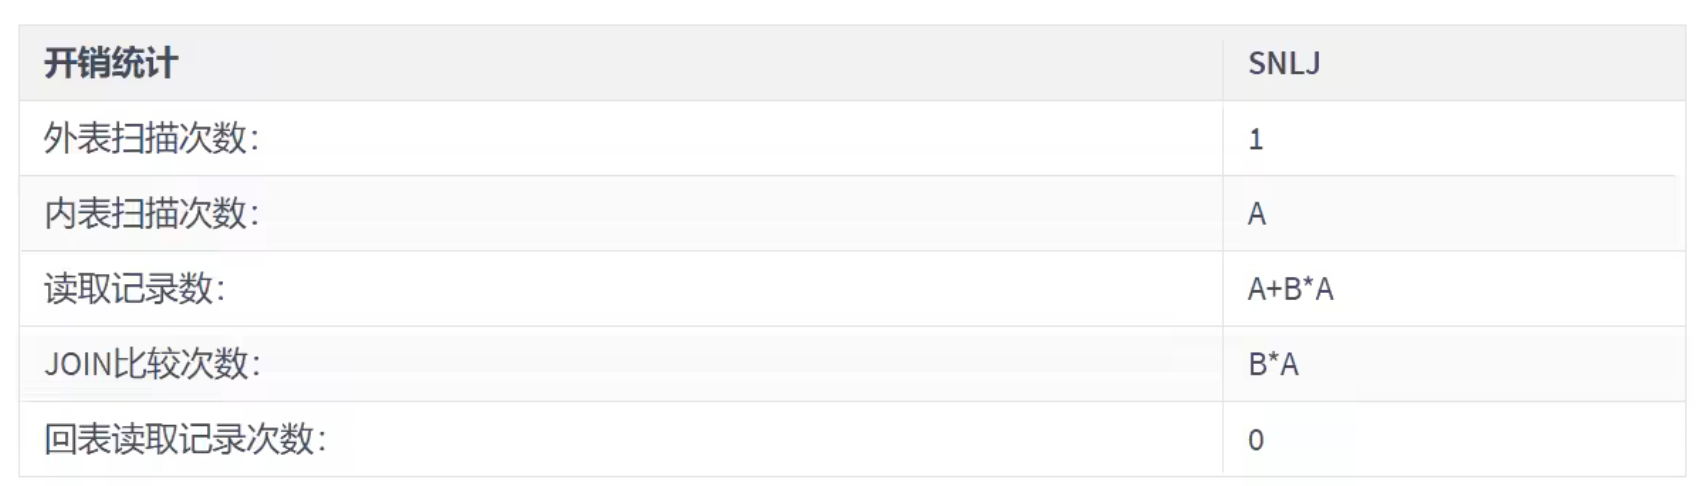 开销统计 SNLJ
外表扫描次数： 1
内表扫描次数： A
读取记录数： A+B*A
JOIN比较次数： B*A
回表读取记录次数： 0